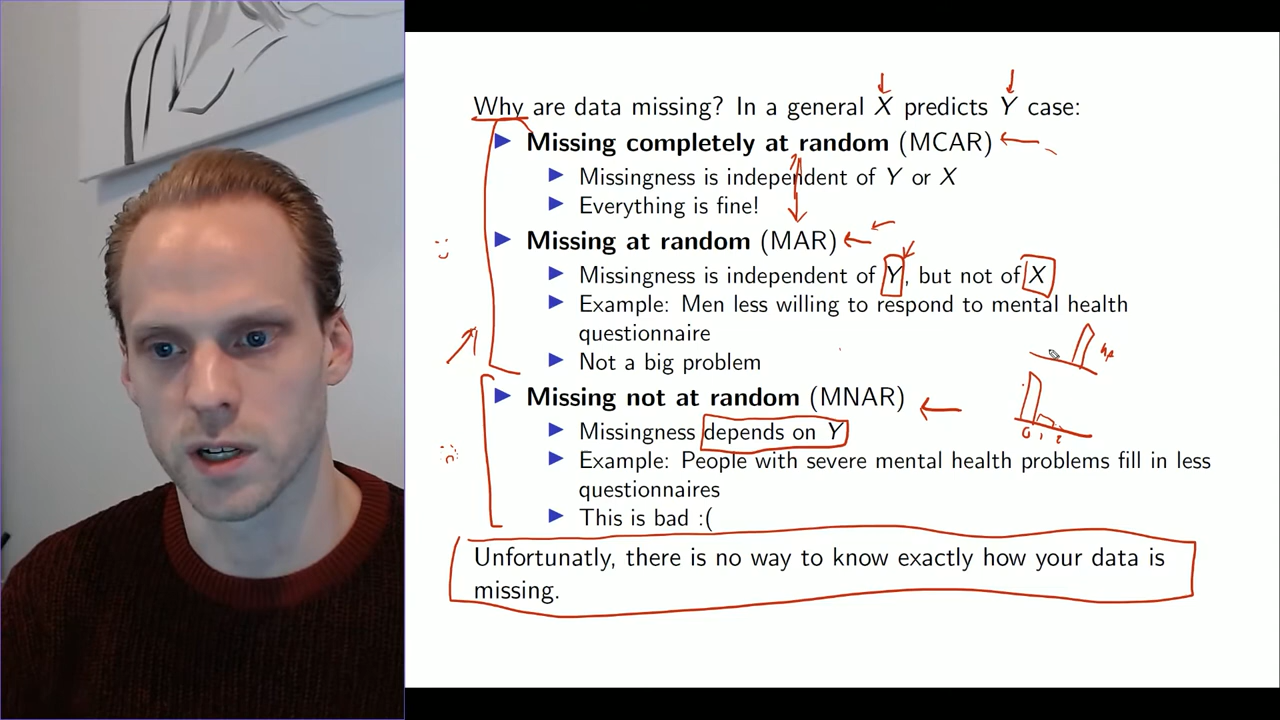 Why are data missing? In a general X predicts Y case:
Missing completely at random (MCAR)
Missingness is independent of Y or X
Everything is fine!
Missing at random (MAR)
Missingness is independent of Y, but not of X
Example: Men less willing to respond to mental health
questionnaire
Not a big problem
Missing not at random (MNAR)
Missingness depends on Y
Example: People with severe mental health problems fill in less
questionnaires
This is bad :(
Unfortunatly, there is no way to know exactly how your data is
missing.